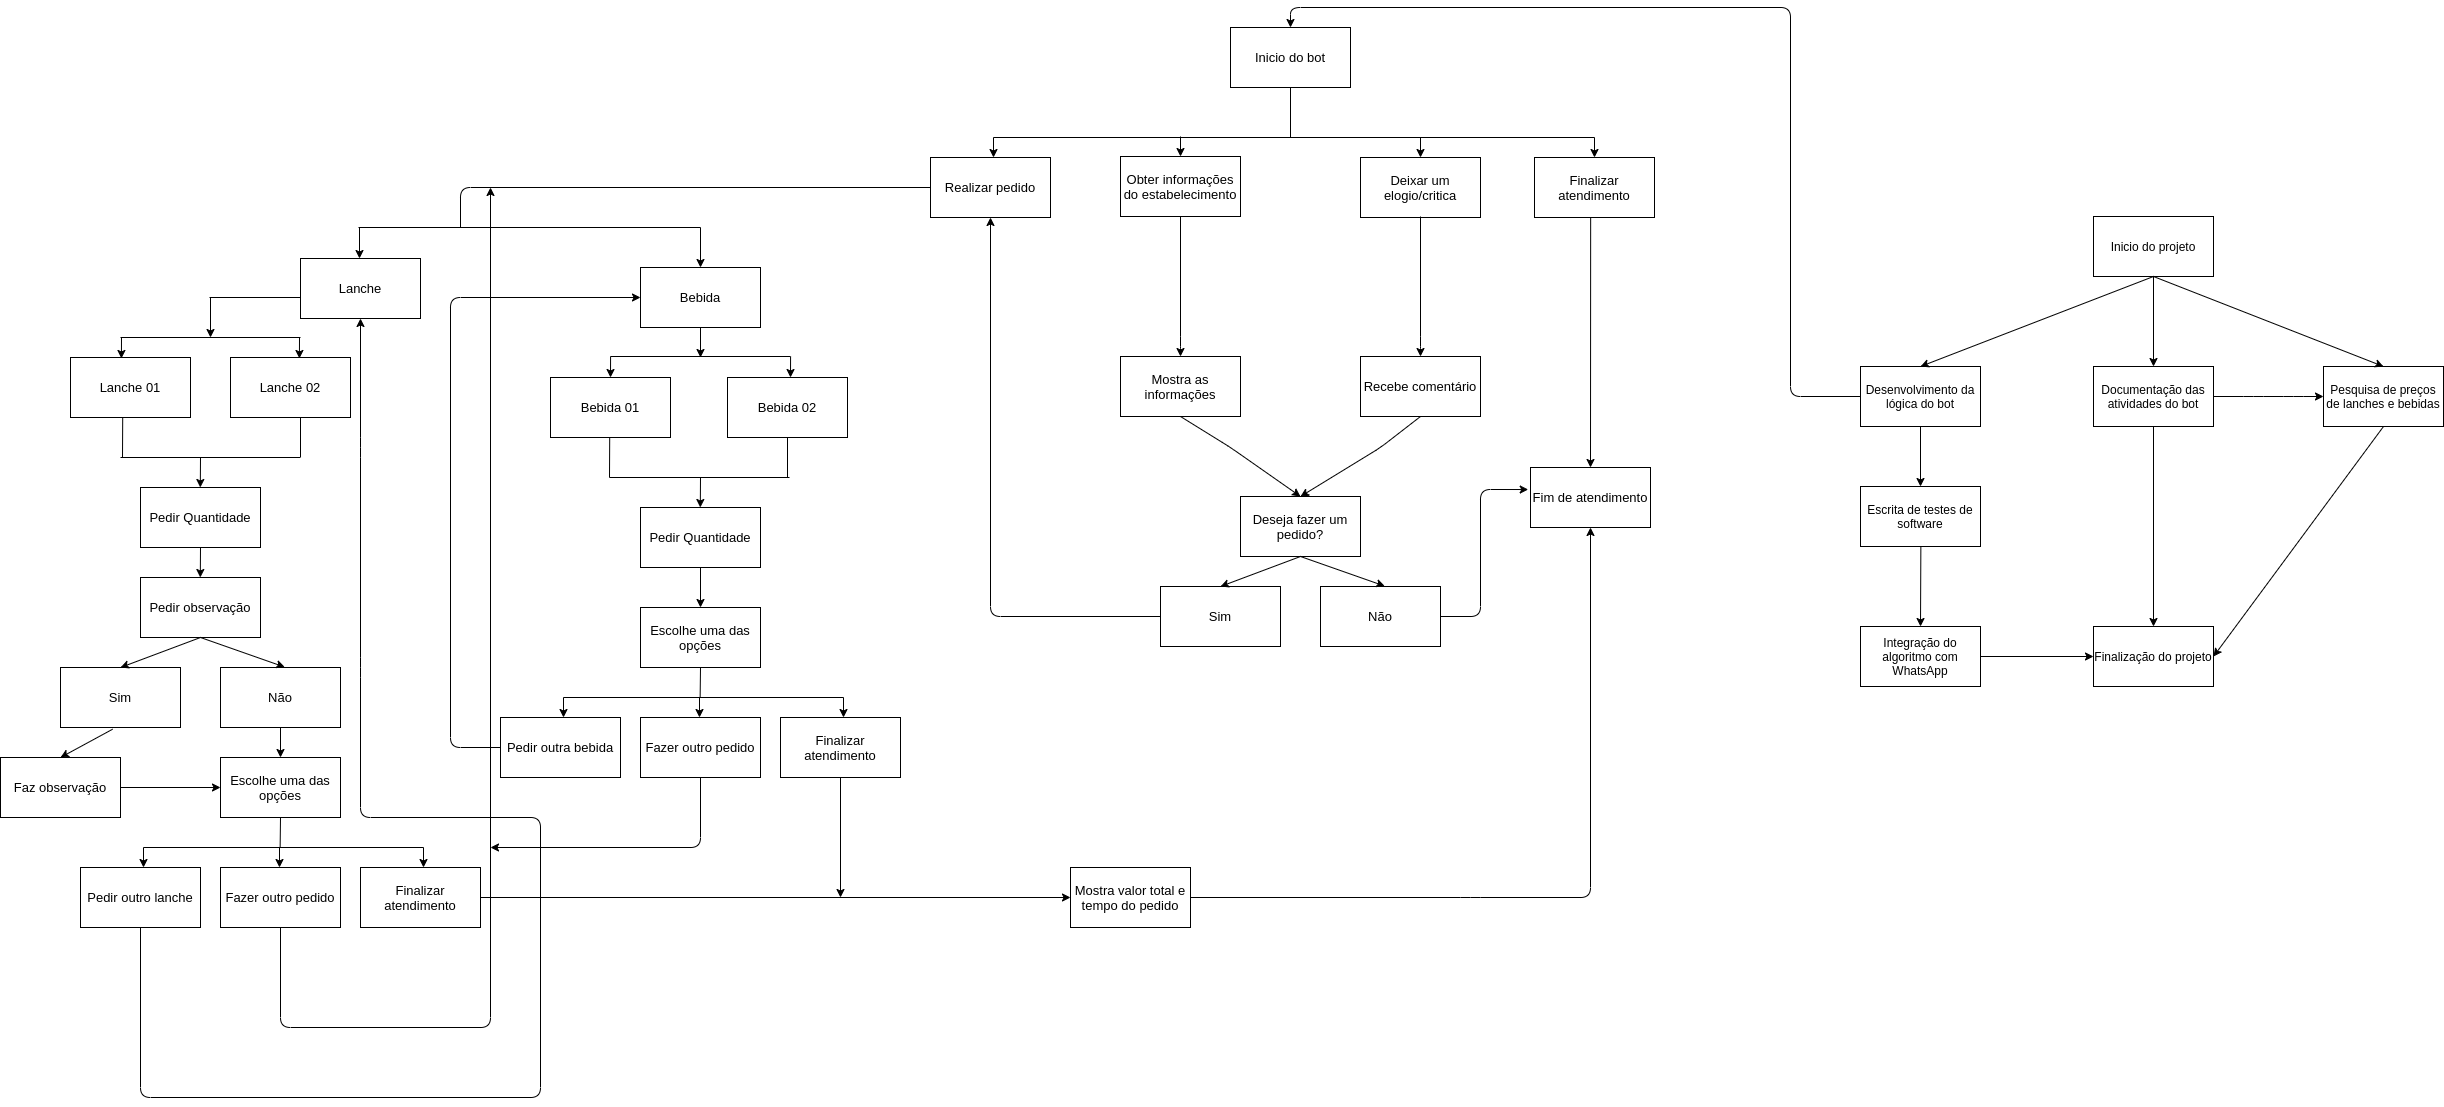 Inicio do bot
Realizar pedido
Obter informações
do estabelecimento
Deixar um
elogio/critica
Finalizar
atendimento
Inicio do projeto
Lanche
Bebida
Lanche 01
Lanche 02
Bebida 01
Bebida 02
Mostra as
informações
Recebe comentário
Desenvolvimento da
lógica do bot
Documentação das
atividades do bot
Pesquisa de preços
de lanches e bebidas
Pedir Quantidade
Pedir Quantidade
Deseja fazer um
pedido?
Fim de atendimento
Escrita de testes de
software
Pedir observação
Escolhe uma das
opções
Sim
Não
Integração do
algoritmo com
WhatsApp
Finalização do projeto
Sim
Não
Pedir outra bebida
Fazer outro pedido
Finalizar
atendimento
Faz observação
Escolhe uma das
opções
Pedir outro lanche
Fazer outro pedido
Finalizar
atendimento
Mostra valor total e
tempo do pedido